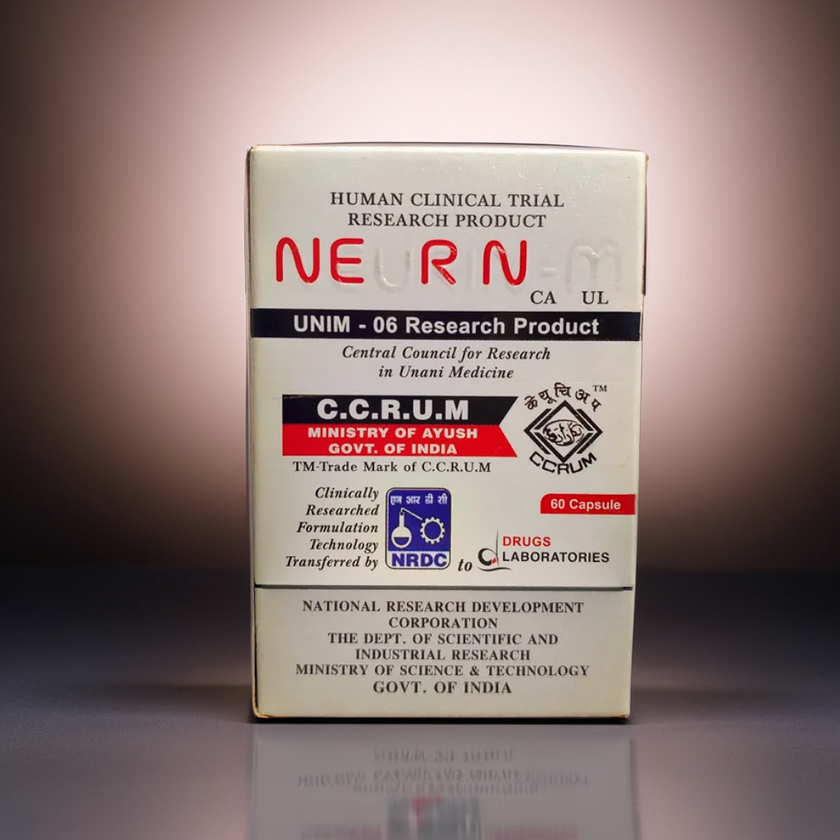 HUMAN CLINICAL TRIAL
RESEARCH PRODUCT
NE RN
CA UL
UNIM - 06 Research Product
Central Council for Research
in Unani Medicine
C.C.R.U.M
MINISTRY OF AYUSH
GOVT. OF INDIA
TM-Trade Mark of C.C.R.U.M
के यू चि अ प
TM
CCRUM
60 Capsule
Clinically
Researched
Formulation
Technology
Transferred by
एन आर डी सी
NRDC
to
DRUGS
LABORATORIES
NATIONAL RESEARCH DEVELOPMENT
CORPORATION
THE DEPT. OF SCIENTIFIC AND
INDUSTRIAL RESEARCH
MINISTRY OF SCIENCE & TECHNOLOGY
GOVT. OF INDIA